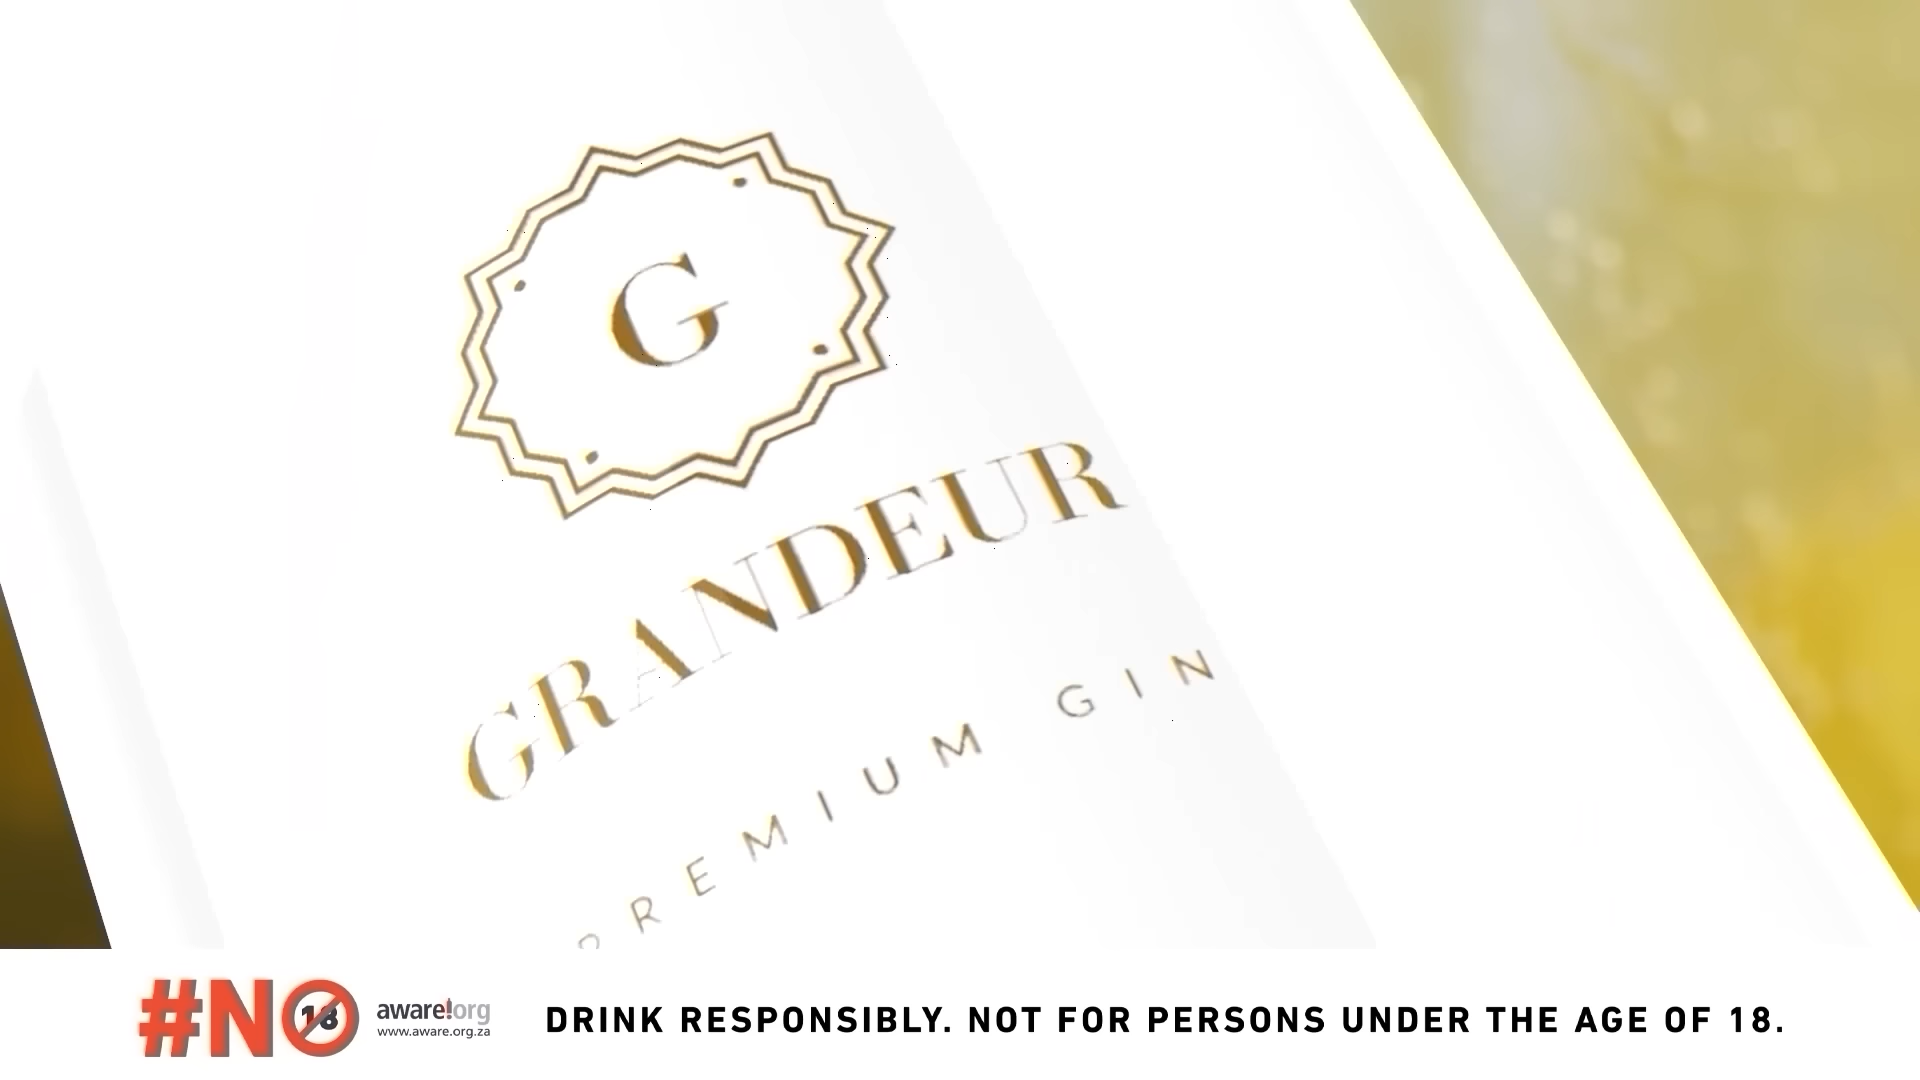 G
GRANDEUR
PREMIUM GIN
#NO
18
aware!org
www.aware.org.za
DRINK RESPONSIBLY. NOT FOR PERSONS UNDER THE AGE OF 18.